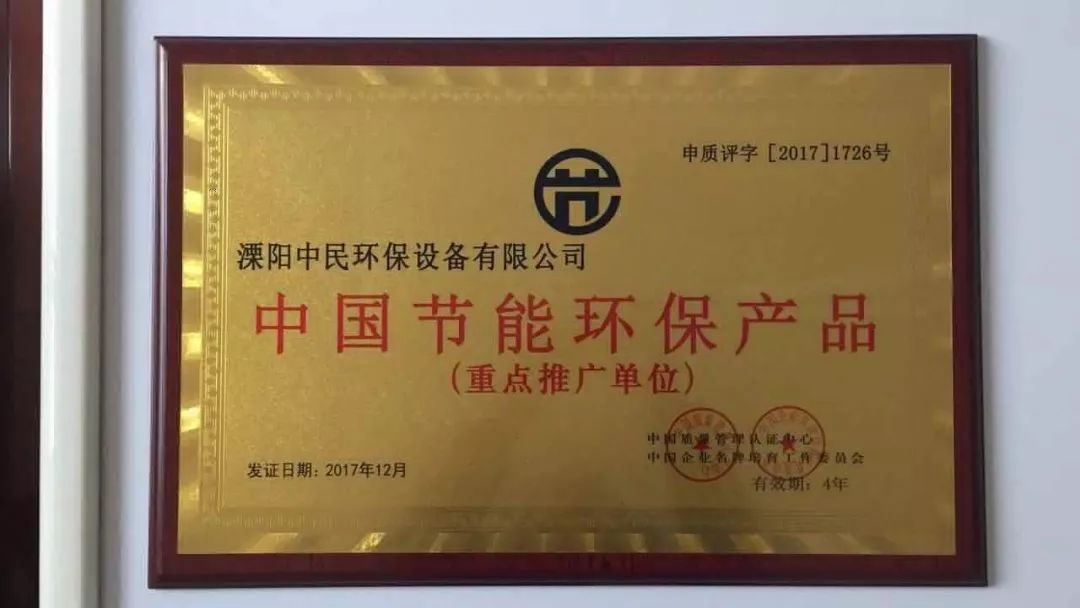 申质评字［2017］1726号
溧阳中民环保设备有限公司
中国节能环保产品
(重点推广单位)
中国质量管理认证中心
中国企业名牌培育工作委员会
发证日期：2017年12月
有效期：4年